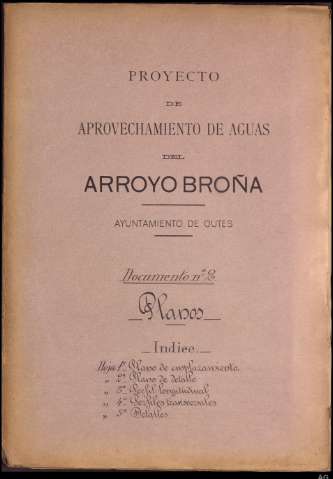 PROYECTO
DE
APROVECHAMIENTO DE AGUAS
DEL
ARROYO BROÑA
AYUNTAMIENTO DE OUTES
Documento nº 2
Planos
Indice
Hoja 1ª Plano de emplazamiento.
„ 2ª Plano de detalle
„ 3ª Perfil longitudinal
„ 4ª Perfiles transversales
„ 5ª Detalles
AG